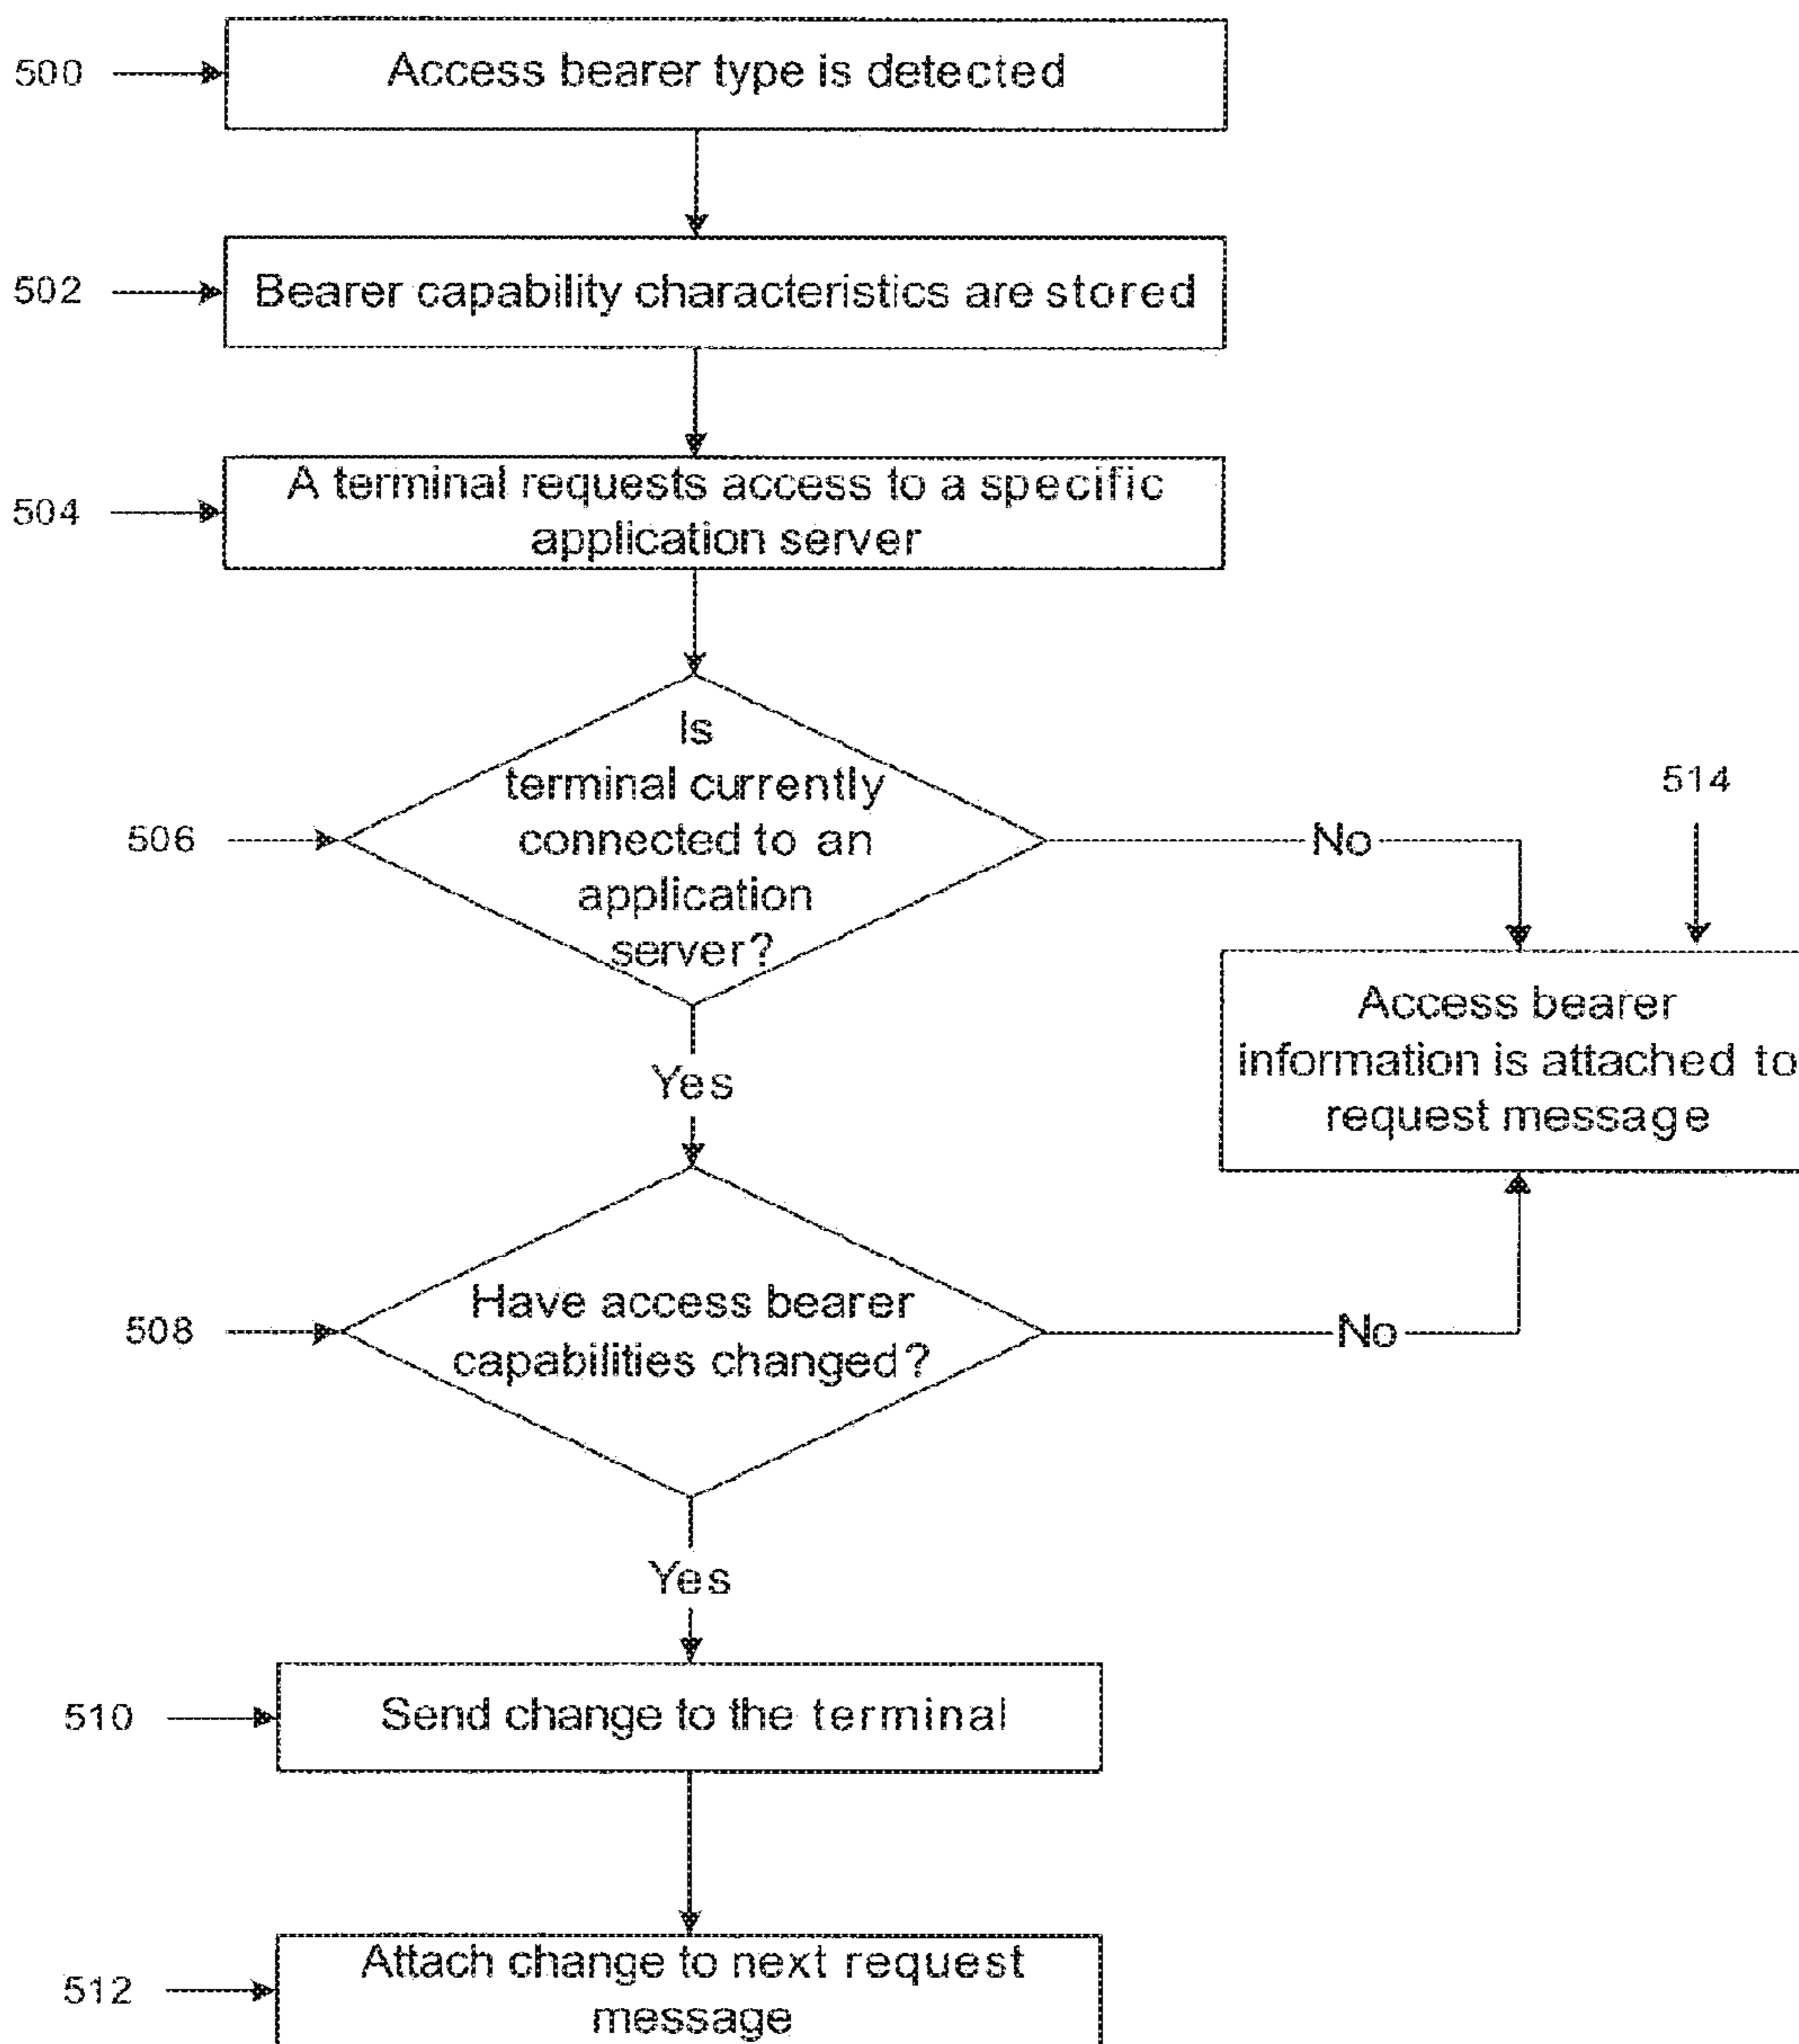 500
Access bearer type is detected
502
Bearer capability characteristics are stored
504
A terminal requests access to a specific
application server
506
Is
terminal currently
connected to an
application
server?
No
514
Access bearer
information is attached to
request message
Yes
508
Have access bearer
capabilities changed?
No
Yes
510
Send change to the terminal
512
Attach change to next request
message